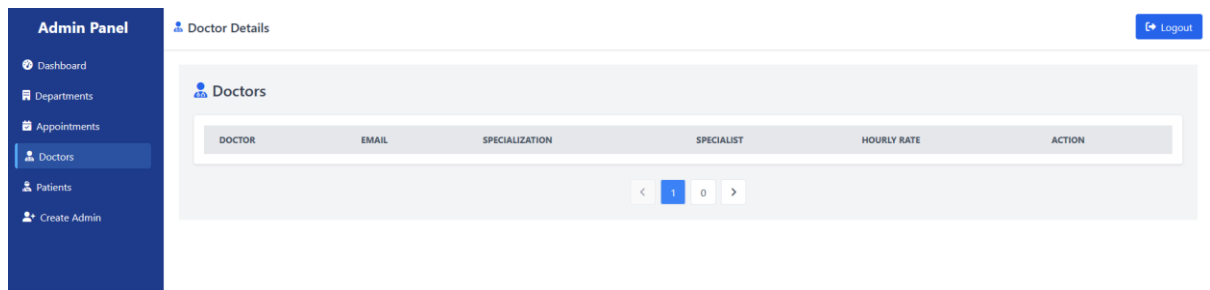 Admin Panel
Doctor Details
Logout
Dashboard
Departments
Appointments
Doctors
Patients
Create Admin
Doctors
DOCTOR EMAIL SPECIALIZATION SPECIALIST HOURLY RATE ACTION
< 1 0 >